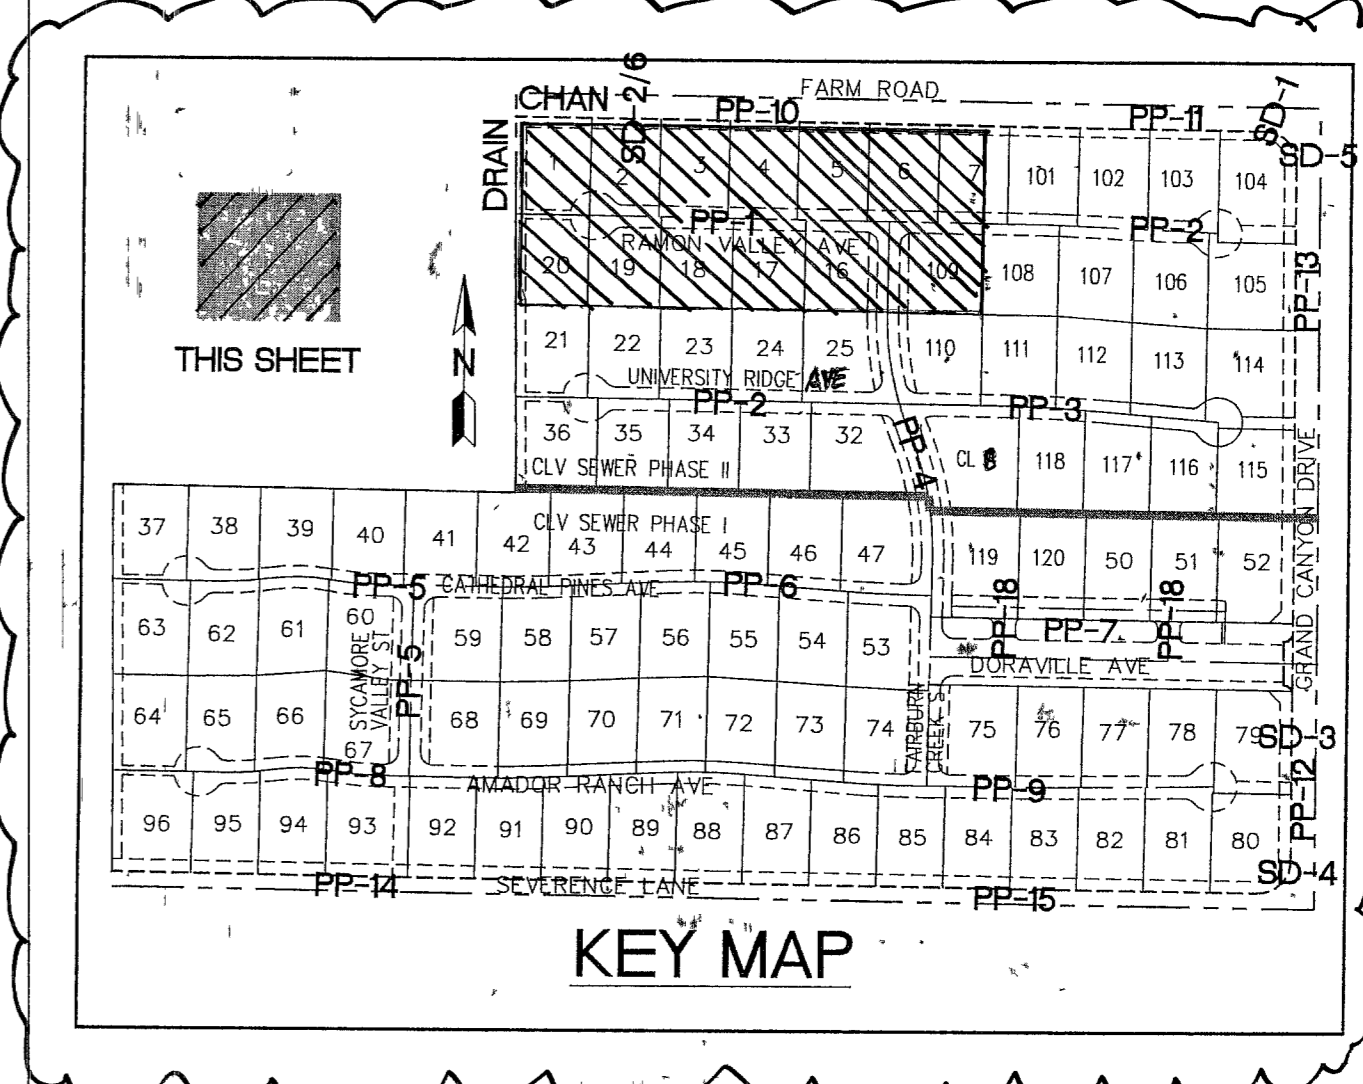 FARM ROAD
CHAN
SD-2/6
PP-10
PP-11
SD-1
SD-5
DRAIN
1 2 3 4 5 6 7 101 102 103 104
PP-1
PP-2
RAMON VALLEY AVE
20 19 18 17 16 109 108 107 106 105
PP-13
THIS SHEET
N
21 22 23 24 25 110 111 112 113 114
UNIVERSITY RIDGE AVE
PP-2
PP-3
36 35 34 33 32
PP-4
CL 118 117 116 115
CLV SEWER PHASE II
CLV SEWER PHASE I
GRAND CANYON DRIVE
37 38 39 40 41 42 43 44 45 46 47 119 120 50 51 52
PP-5
CATHEDRAL PINES AVE
PP-6
PP-18
PP-18
PP-7
63 62 61 60 59 58 57 56 55 54 53
SYCAMORE
VALLEY ST
PP-5
DORAVILLE AVE
64 65 66 67 68 69 70 71 72 73 74 75 76 77 78 79
FAIRBURN
CREEK S
SD-3
PP-8
AMADOR RANCH AVE
PP-9
PP-12
96 95 94 93 92 91 90 89 88 87 86 85 84 83 82 81 80
SD-4
PP-14
SEVERENCE LANE
PP-15
KEY MAP